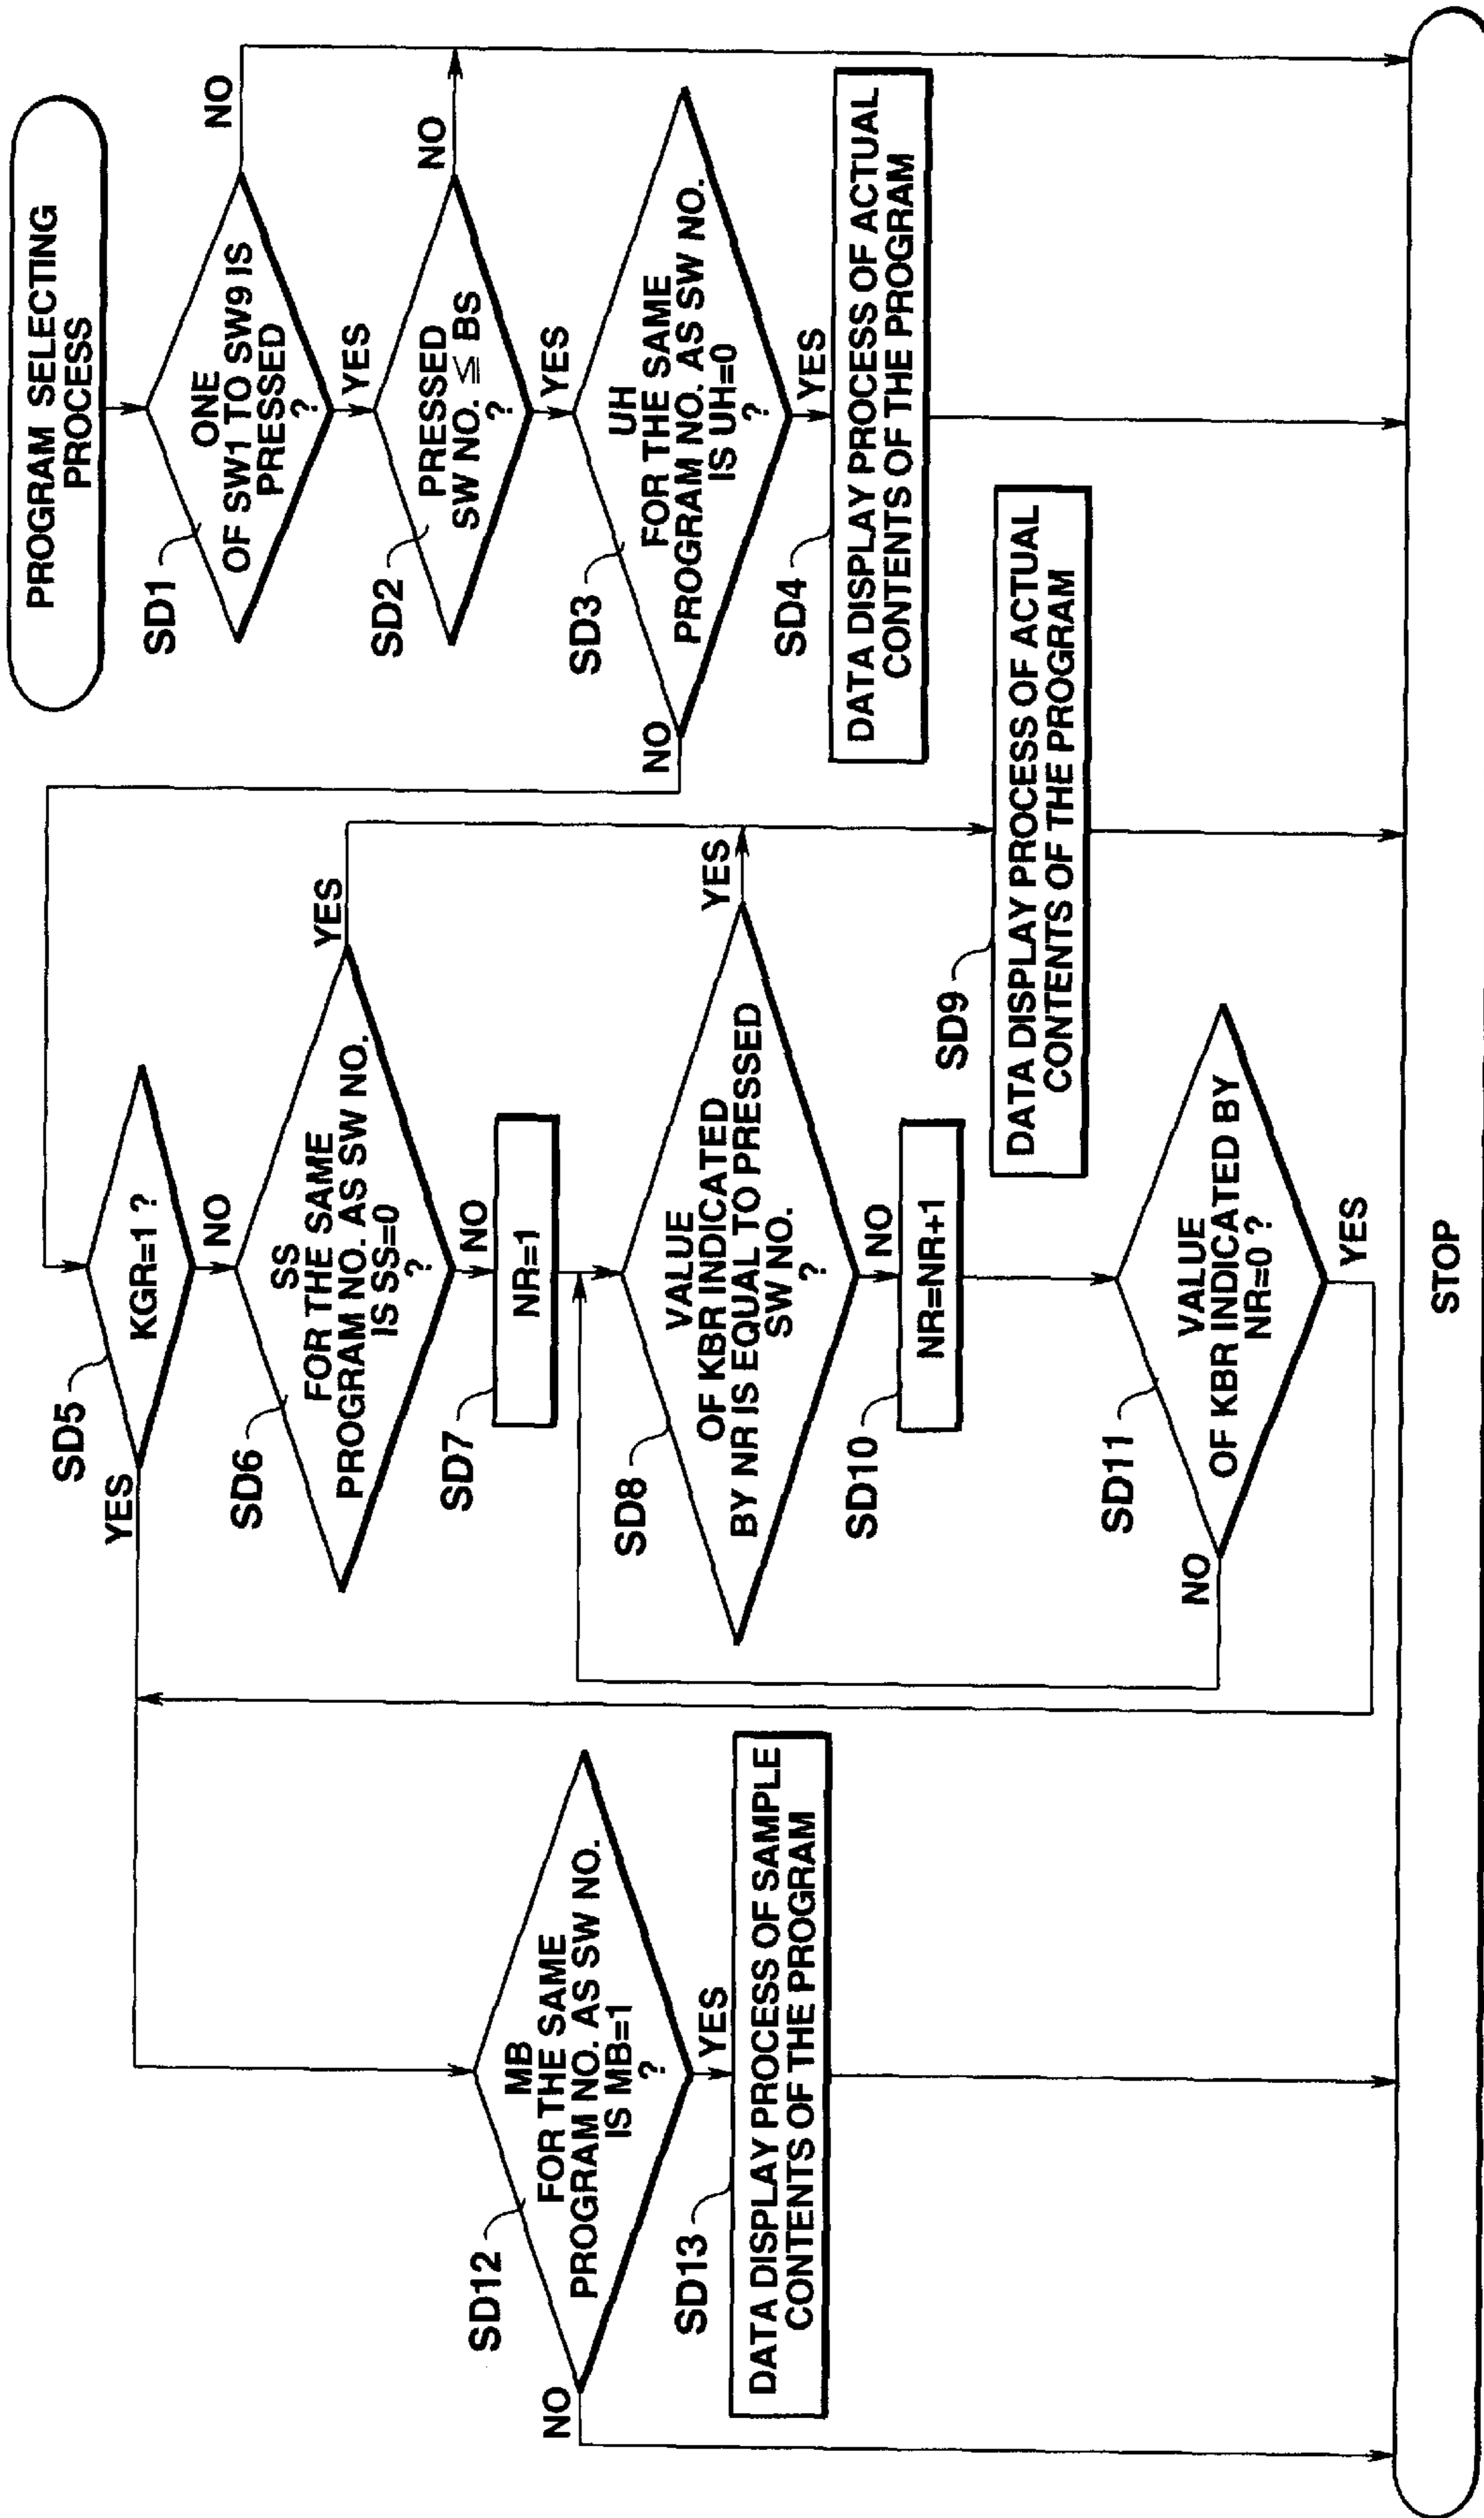 PROGRAM SELECTING
PROCESS
SD1
ONE
OF SW1 TO SW9 IS
PRESSED
?
NO
YES
SD2
PRESSED
SW NO. ≦ BS
?
NO
YES
SD3
UH
FOR THE SAME
PROGRAM NO. AS SW NO.
IS UH=0
?
NO
YES
SD4
DATA DISPLAY PROCESS OF ACTUAL
CONTENTS OF THE PROGRAM
SD5
KGR=1 ?
YES
NO
SD6
SS
FOR THE SAME
PROGRAM NO. AS SW NO.
IS SS=0
?
YES
NO
SD7
NR=1
SD8
VALUE
OF KBR INDICATED
BY NR IS EQUAL TO PRESSED
SW NO.
?
YES
NO
SD9
DATA DISPLAY PROCESS OF ACTUAL
CONTENTS OF THE PROGRAM
SD10
NR=NR+1
SD11
VALUE
OF KBR INDICATED BY
NR=0 ?
NO
YES
SD12
MB
FOR THE SAME
PROGRAM NO. AS SW NO.
IS MB=1
?
NO
YES
SD13
DATA DISPLAY PROCESS OF SAMPLE
CONTENTS OF THE PROGRAM
STOP